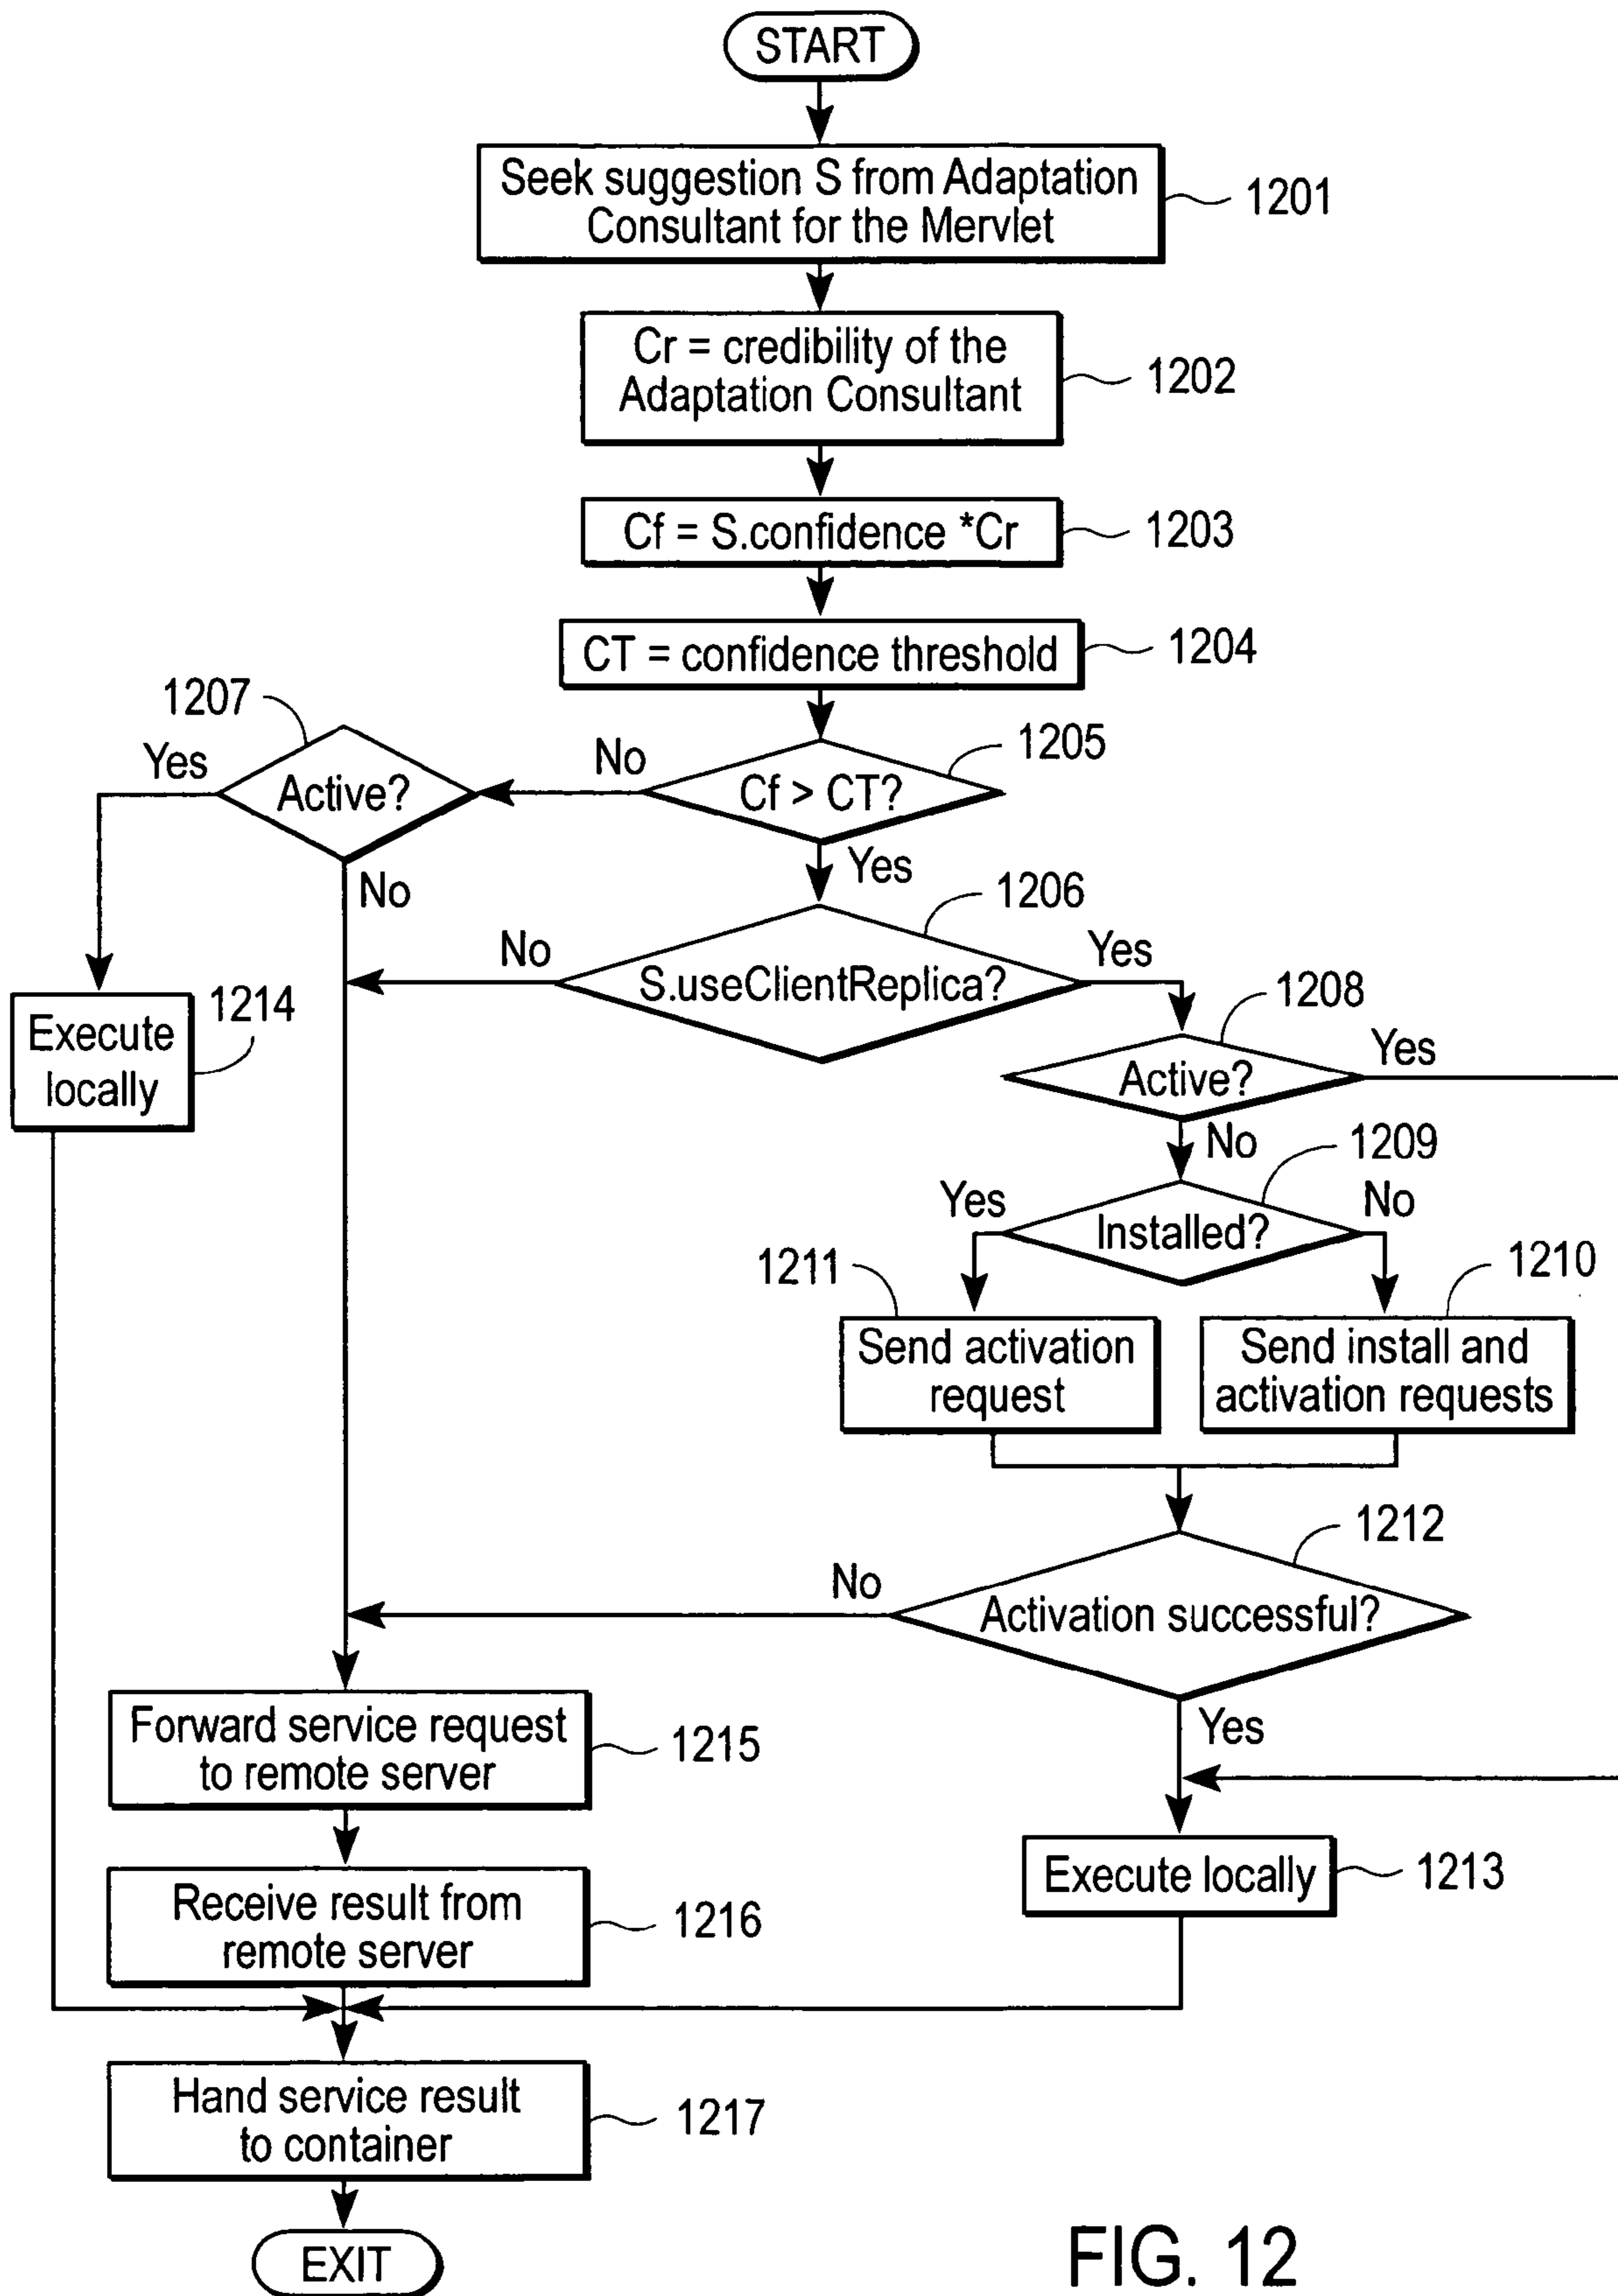 START
Seek suggestion S from Adaptation
Consultant for the Mervlet
1201
Cr = credibility of the
Adaptation Consultant
1202
Cf = S.confidence *Cr
1203
CT = confidence threshold
1204
1207
Yes
Active?
No
No
Cf > CT?
1205
Yes
1206
No
S.useClientReplica?
Yes
Execute
locally
1214
1208
Active?
Yes
No
1209
Yes
Installed?
No
1211
Send activation
request
1210
Send install and
activation requests
1212
No
Activation successful?
Yes
Forward service request
to remote server
1215
Execute locally
1213
Receive result from
remote server
1216
Hand service result
to container
1217
EXIT
FIG. 12